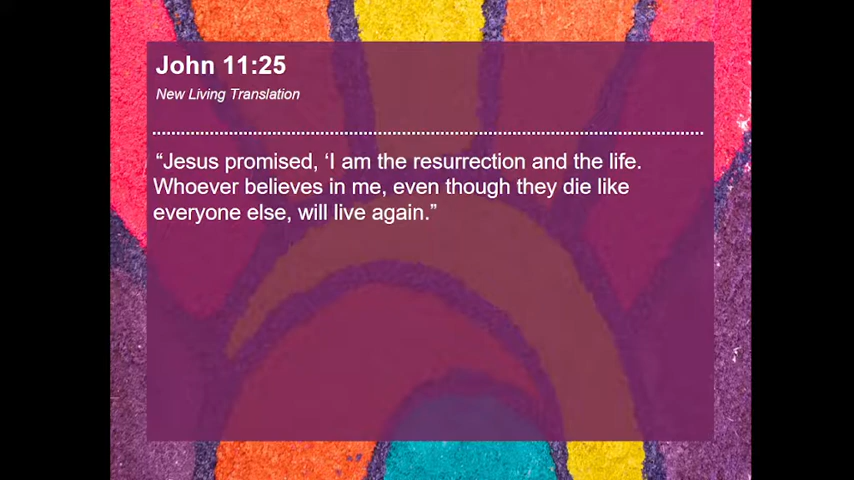 John 11:25
New Living Translation
“Jesus promised, ‘I am the resurrection and the life.
Whoever believes in me, even though they die like
everyone else, will live again.”